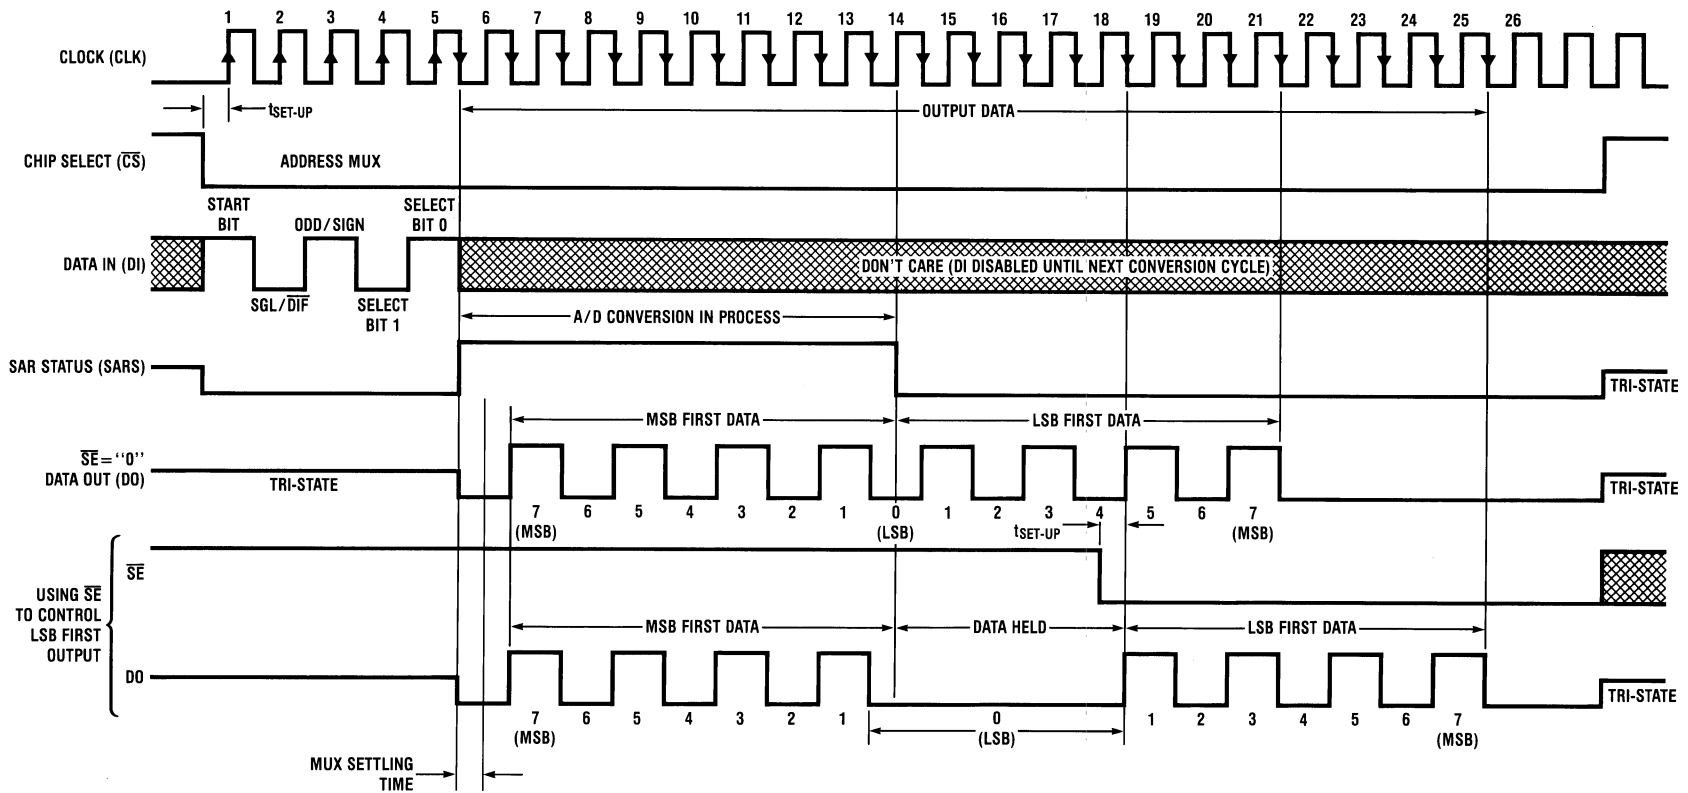 1 2 3 4 5 6 7 8 9 10 11 12 13 14 15 16 17 18 19 20 21 22 23 24 25 26
CLOCK (CLK)
tSET-UP
OUTPUT DATA
CHIP SELECT (C̅S̅)
ADDRESS MUX
START
BIT
ODD/SIGN
SELECT
BIT 0
DATA IN (DI)
DON'T CARE (DI DISABLED UNTIL NEXT CONVERSION CYCLE)
SGL/D̅I̅F̅
SELECT
BIT 1
A/D CONVERSION IN PROCESS
SAR STATUS (SARS)
TRI-STATE
MSB FIRST DATA
LSB FIRST DATA
S̅E̅="0"
DATA OUT (DO)
TRI-STATE
TRI-STATE
7 6 5 4 3 2 1 0 1 2 3 4 5 6 7
(MSB) (LSB) (MSB)
tSET-UP
S̅E̅
USING S̅E̅
TO CONTROL
LSB FIRST
OUTPUT
MSB FIRST DATA
DATA HELD
LSB FIRST DATA
DO
TRI-STATE
7 6 5 4 3 2 1 0 1 2 3 4 5 6 7
(MSB) (LSB) (MSB)
MUX SETTLING
TIME